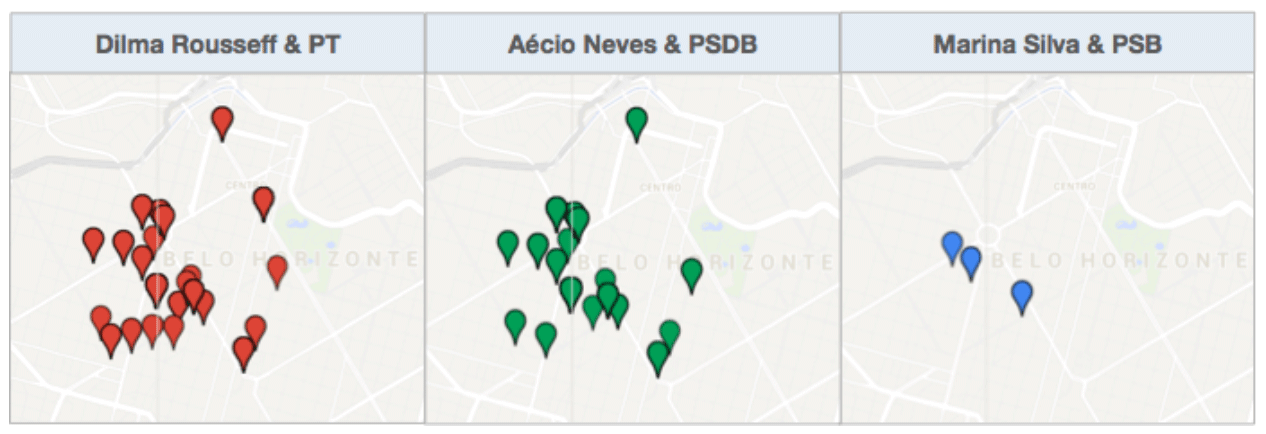 Dilma Rousseff & PT
Aécio Neves & PSDB
Marina Silva & PSB
CENTRO
CENTRO
CENTRO
BELO HORIZONTE
BELO HORIZONTE
BELO HORIZONTE